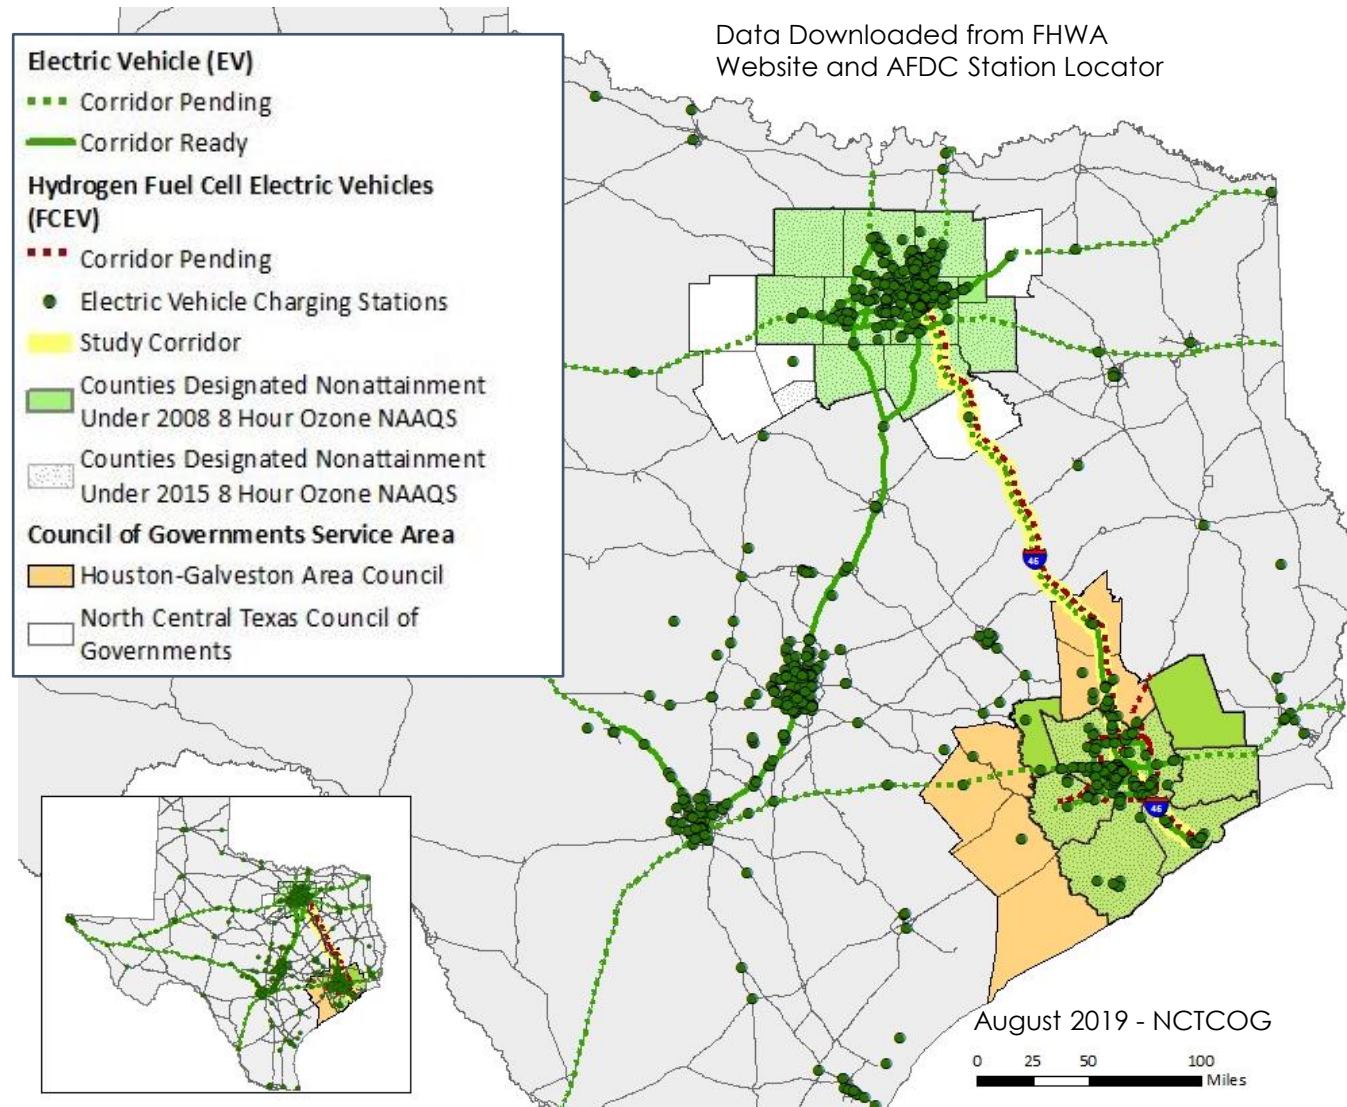 Data Downloaded from FHWA
Website and AFDC Station Locator
Electric Vehicle (EV)
Corridor Pending
Corridor Ready
Hydrogen Fuel Cell Electric Vehicles
(FCEV)
Corridor Pending
Electric Vehicle Charging Stations
Study Corridor
Counties Designated Nonattainment
Under 2008 8 Hour Ozone NAAQS
Counties Designated Nonattainment
Under 2015 8 Hour Ozone NAAQS
Council of Governments Service Area
Houston-Galveston Area Council
North Central Texas Council of
Governments
46
46
August 2019 - NCTCOG
0 25 50 100
Miles